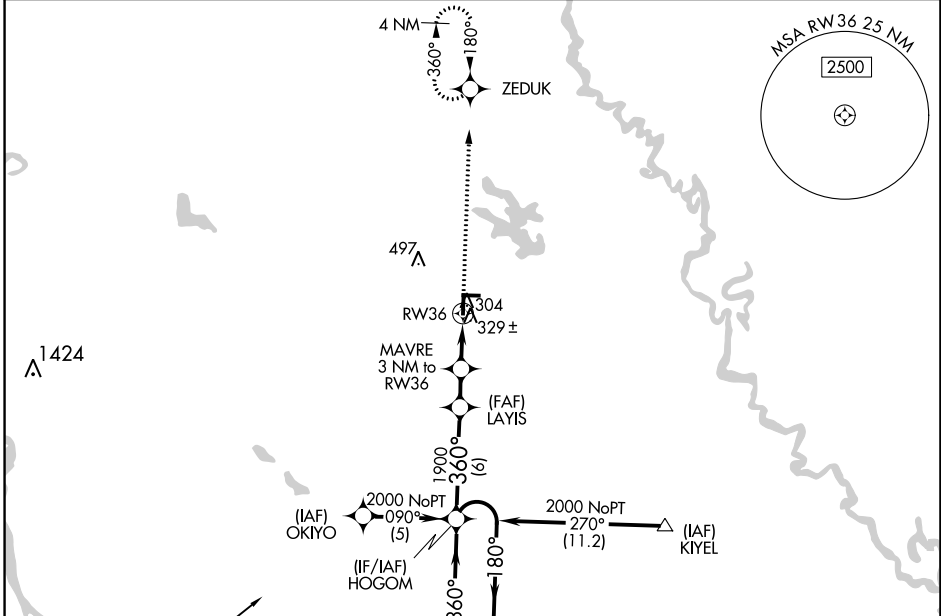 4 NM
360°
180°
ZEDUK
MSA RW36 25 NM
2500
497
RW36
304
329 ±
1424
MAVRE
3 NM to
RW36
(FAF)
LAYIS
1900
360°
(6)
2000 NoPT
090°
(5)
(IAF)
OKIYO
2000 NoPT
270°
(11.2)
(IAF)
KIYEL
(IF/IAF)
HOGOM
180°